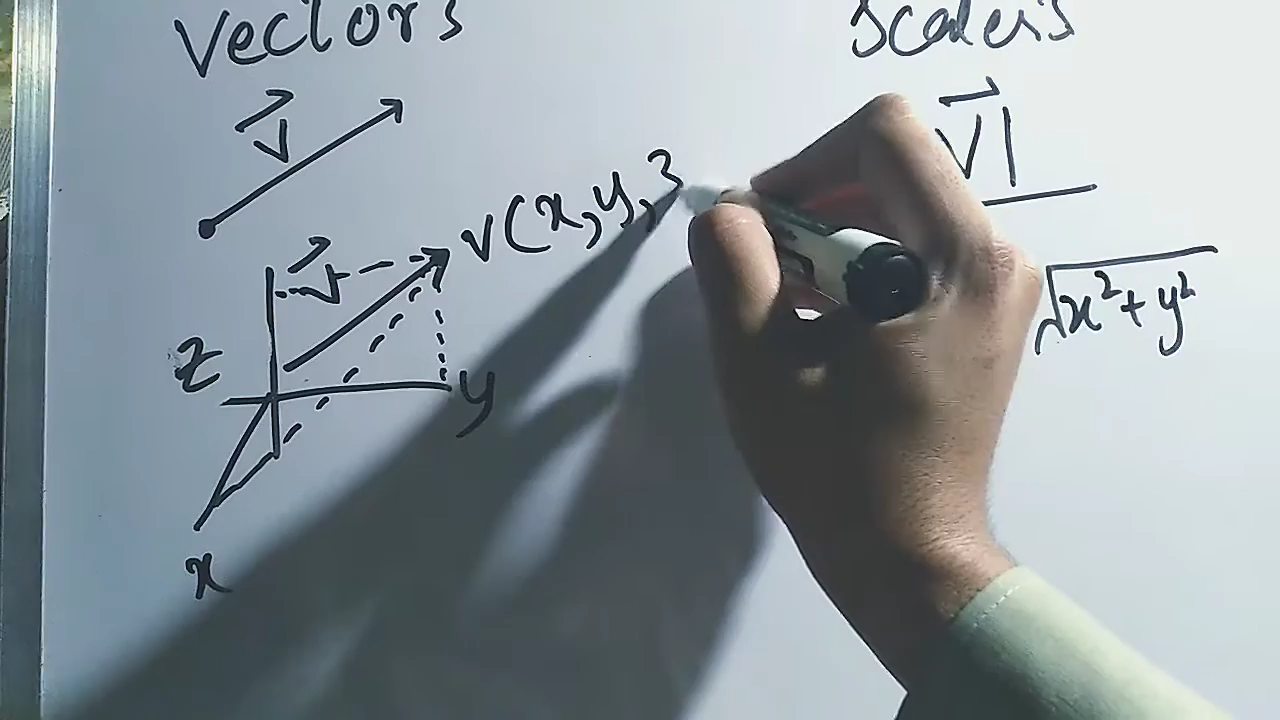 Vectors
Scalers
V
V|
V(x, y, z
V
√x²+y²
z
y
x